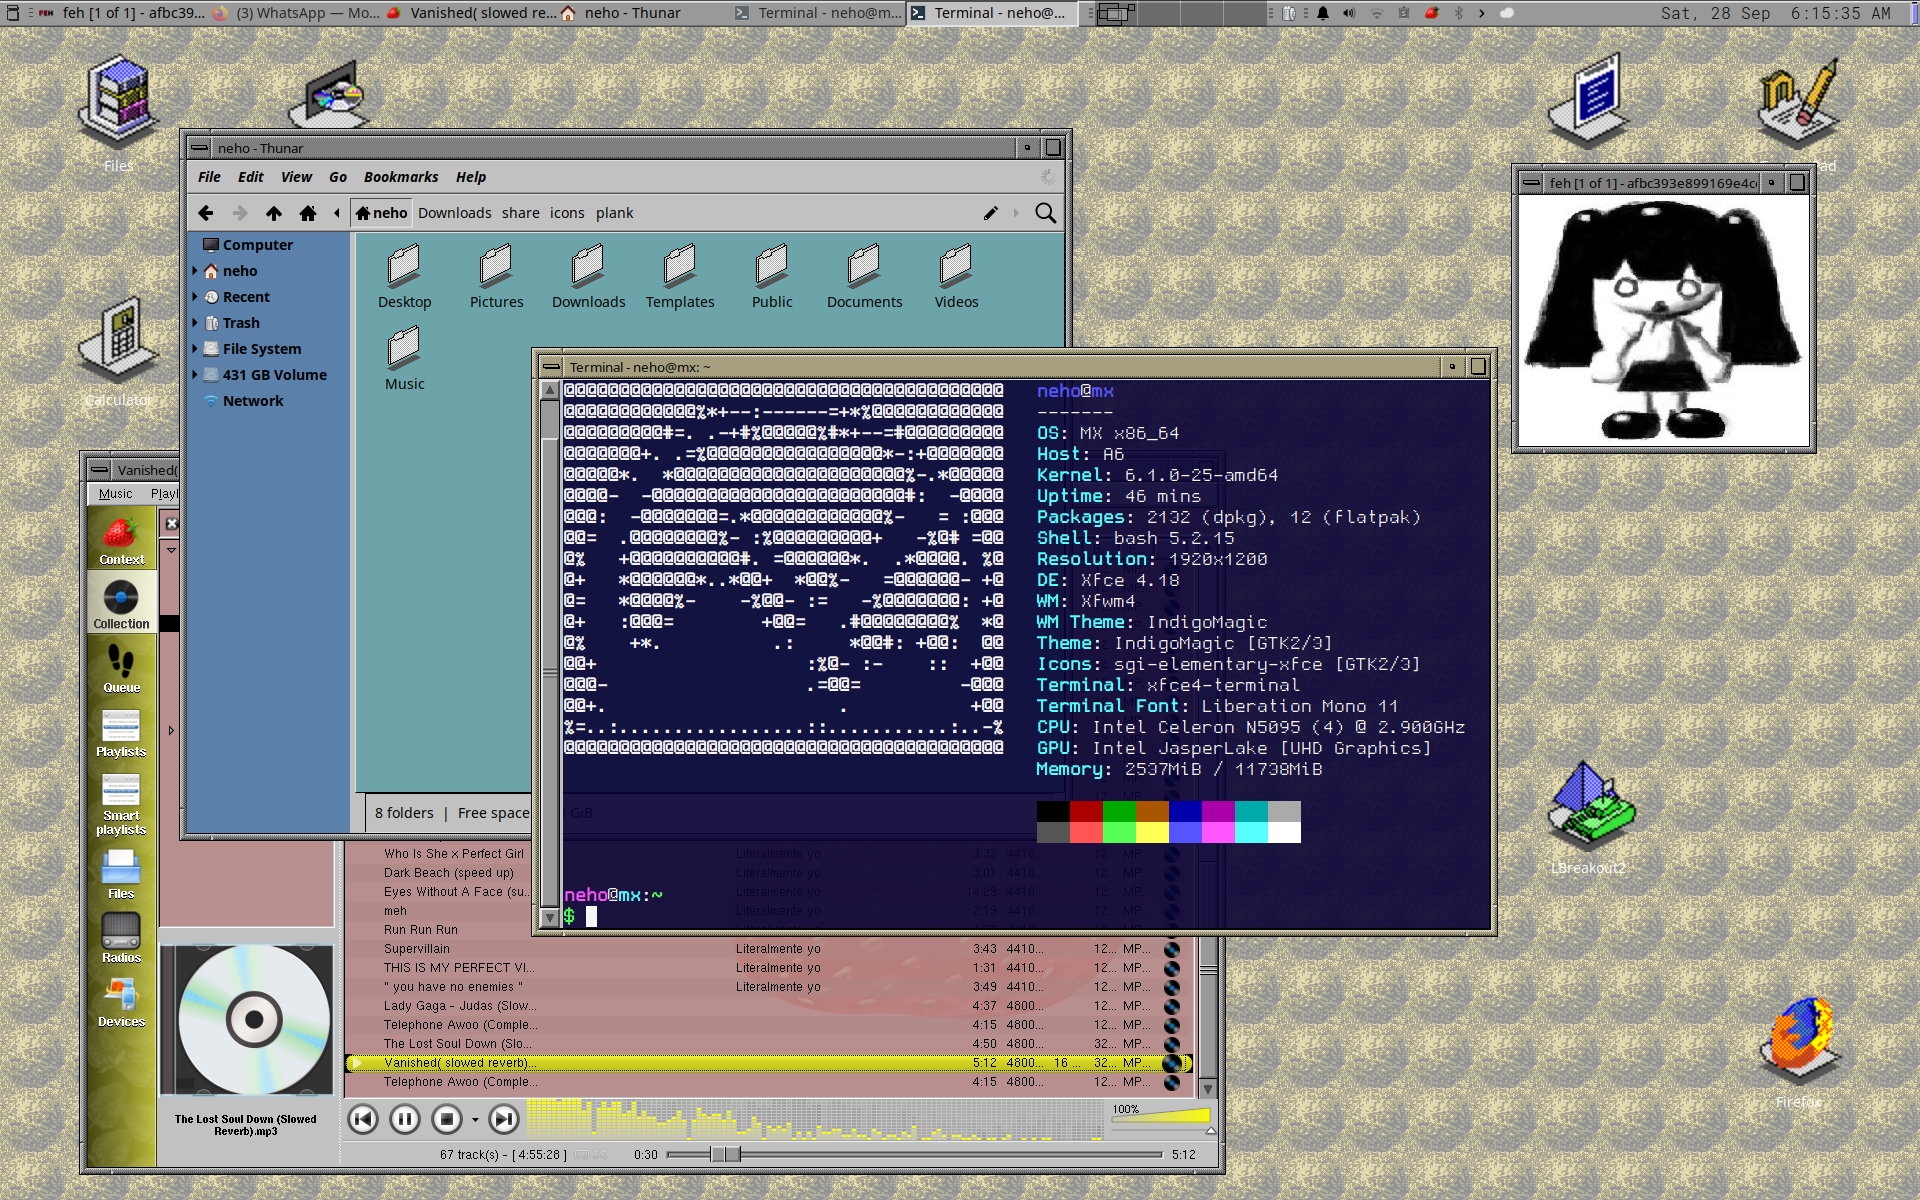 feh [1 of 1] - afbc39...
(3) WhatsApp — Mo...
Vanished( slowed re...
neho - Thunar
Terminal - neho@m...
Terminal - neho@...
Sat, 28 Sep 6:15:35 AM
Files
Calculator
LBreakout2
Firefox
neho - Thunar
File Edit View Go Bookmarks Help
neho Downloads share icons plank
Computer
neho
Recent
Trash
File System
431 GB Volume
Network
Desktop Pictures Downloads Templates Public Documents Videos
Music
8 folders | Free space
GiB
feh [1 of 1] - afbc393e899169e4c
Terminal - neho@mx: ~
neho@mx
-------
OS: MX x86_64
Host: A6
Kernel: 6.1.0-25-amd64
Uptime: 46 mins
Packages: 2132 (dpkg), 12 (flatpak)
Shell: bash 5.2.15
Resolution: 1920x1200
DE: Xfce 4.18
WM: Xfwm4
WM Theme: IndigoMagic
Theme: IndigoMagic [GTK2/3]
Icons: sgi-elementary-xfce [GTK2/3]
Terminal: xfce4-terminal
Terminal Font: Liberation Mono 11
CPU: Intel Celeron N5095 (4) @ 2.900GHz
GPU: Intel JasperLake [UHD Graphics]
Memory: 2537MiB / 11738MiB
neho@mx:~
$
Vanished(
Music Playl
Context
Collection
Queue
Playlists
Smart
playlists
Files
Radios
Devices
Who Is She x Perfect Girl Literalmente yo 3:32 4410... 12... MP...
Dark Beach (speed up) 3:01 4410... 12... MP...
Eyes Without A Face (su... 14:29 4410... 12... MP...
meh 2:15 4410... 12... MP...
Run Run Run
Supervillain Literalmente yo 3:43 4410... 12... MP...
THIS IS MY PERFECT VI... Literalmente yo 1:31 4410... 12... MP...
" you have no enemies " Literalmente yo 3:49 4410... 12... MP...
Lady Gaga - Judas (Slow... 4:37 4800... 12... MP...
Telephone Awoo (Comple... 4:15 4800... 12... MP...
The Lost Soul Down (Slo... 4:50 4800... 32... MP...
Vanished( slowed reverb)... 5:12 4800... 16 ... 32... MP...
Telephone Awoo (Comple... 4:15 4800... 12... MP...
The Lost Soul Down (Slowed
Reverb).mp3
100%
67 track(s) - [ 4:55:28 ] 0:30 5:12